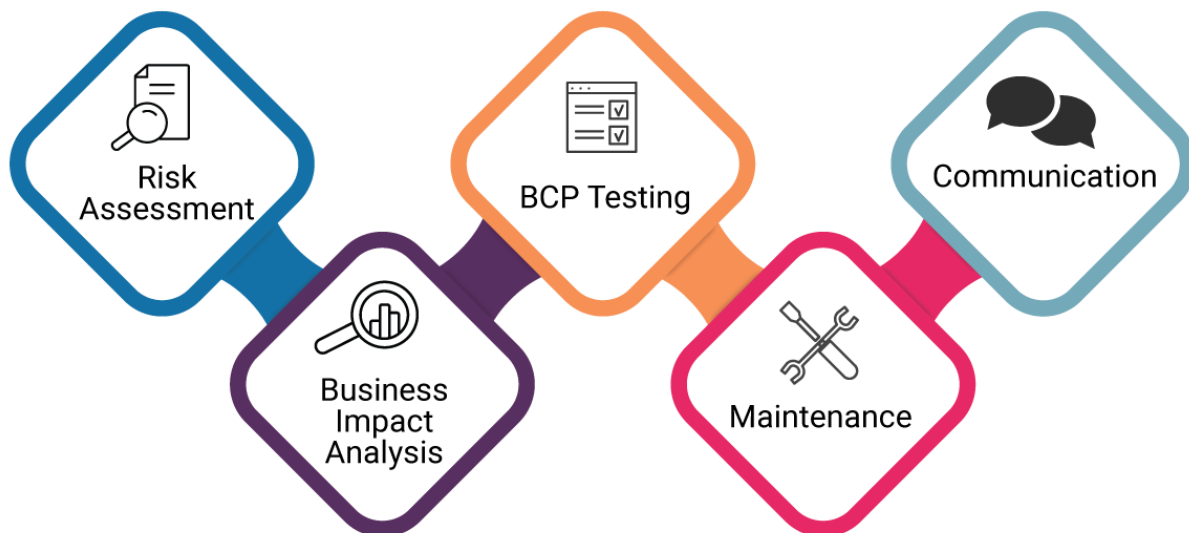 Risk
Assessment
Business
Impact
Analysis
BCP Testing
Maintenance
Communication